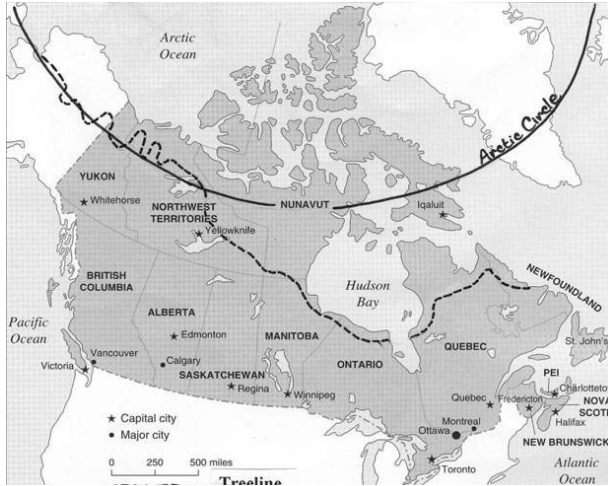 Arctic
Ocean
Arctic Circle
YUKON
Whitehorse
NORTHWEST
TERRITORIES
NUNAVUT
Iqaluit
Yellowknife
BRITISH
COLUMBIA
Hudson
Bay
NEWFOUNDLAND
ALBERTA
Pacific
Ocean
Edmonton
MANITOBA
QUEBEC
St. John's
Vancouver
Calgary
ONTARIO
Victoria
SASKATCHEWAN
Regina
Winnipeg
PEI
Charlotteto
Quebec
Fredericton
NOVA
SCOT
Halifax
Montreal
Ottawa
NEW BRUNSWICK
Toronto
Atlantic
Ocean
Capital city
Major city
0 250 500 miles
Treeline